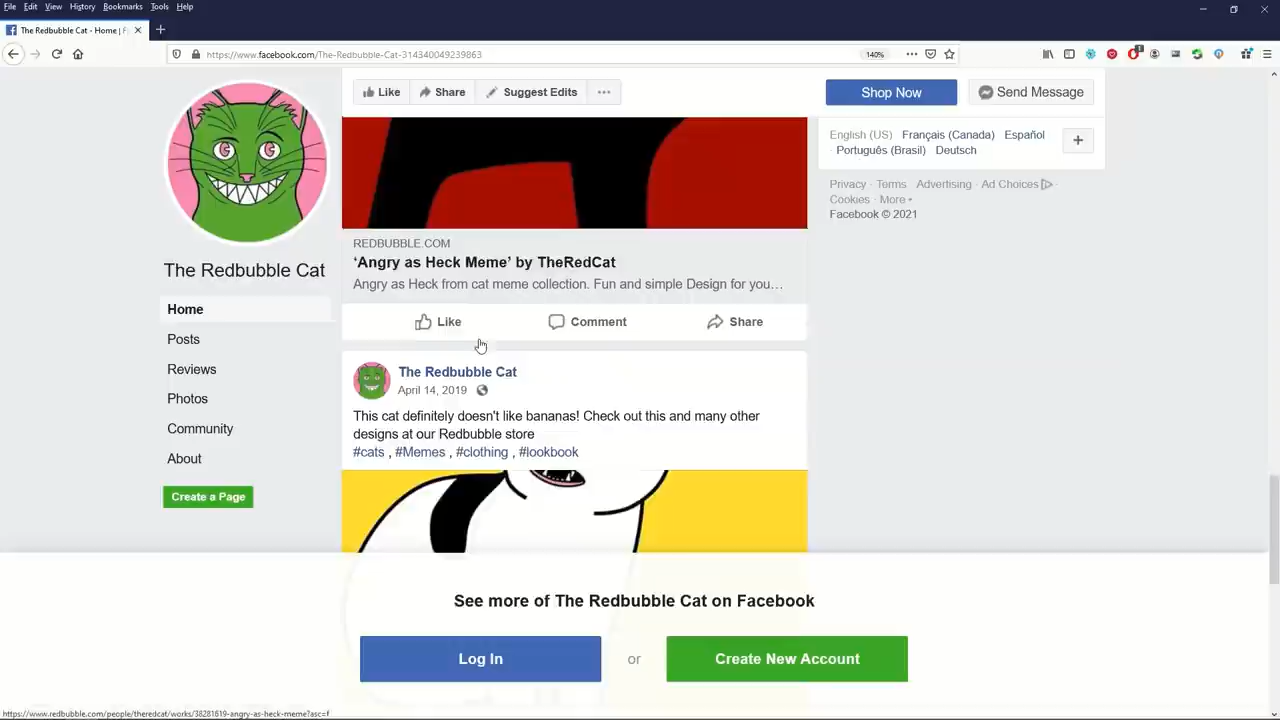 File Edit View History Bookmarks Tools Help
The Redbubble Cat - Home | F
https://www.facebook.com/The-Redbubble-Cat-314340049239863
140%
Like Share Suggest Edits
Shop Now Send Message
English (US) Français (Canada) Español
Português (Brasil) Deutsch
Privacy · Terms · Advertising · Ad Choices ·
Cookies · More
Facebook © 2021
The Redbubble Cat
Home
Posts
Reviews
Photos
Community
About
Create a Page
REDBUBBLE.COM
‘Angry as Heck Meme’ by TheRedCat
Angry as Heck from cat meme collection. Fun and simple Design for you…
Like Comment Share
The Redbubble Cat
April 14, 2019
This cat definitely doesn't like bananas! Check out this and many other
designs at our Redbubble store
#cats , #Memes , #clothing , #lookbook
See more of The Redbubble Cat on Facebook
Log In or Create New Account
https://www.redbubble.com/people/theredcat/works/38281619-angry-as-heck-meme?asc=f